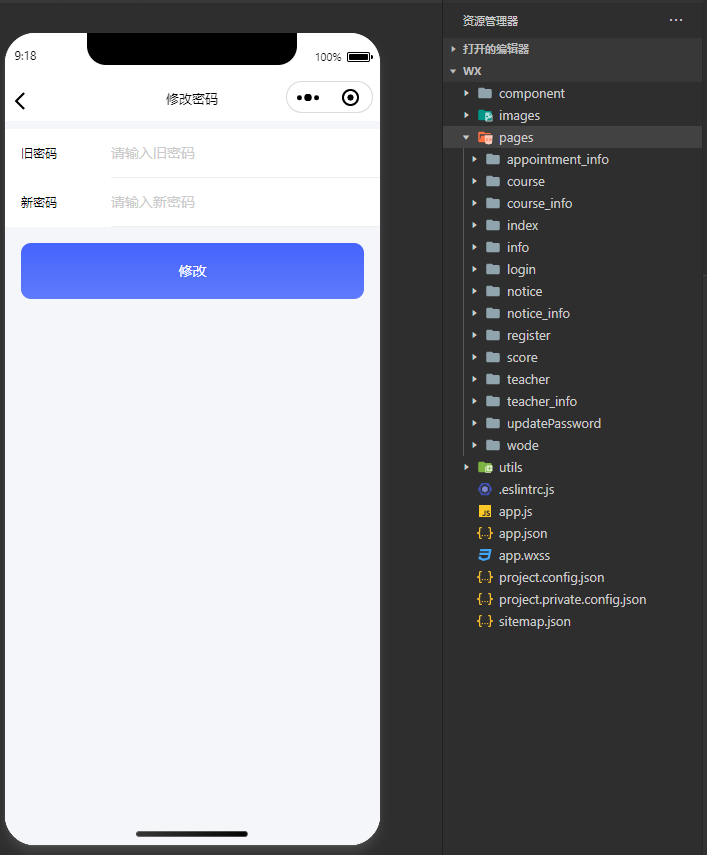 9:18
100%
修改密码
旧密码
请输入旧密码
新密码
请输入新密码
修改
资源管理器
打开的编辑器
WX
component
images
pages
appointment_info
course
course_info
index
info
login
notice
notice_info
register
score
teacher
teacher_info
updatePassword
wode
utils
.eslintrc.js
app.js
app.json
app.wxss
project.config.json
project.private.config.json
sitemap.json